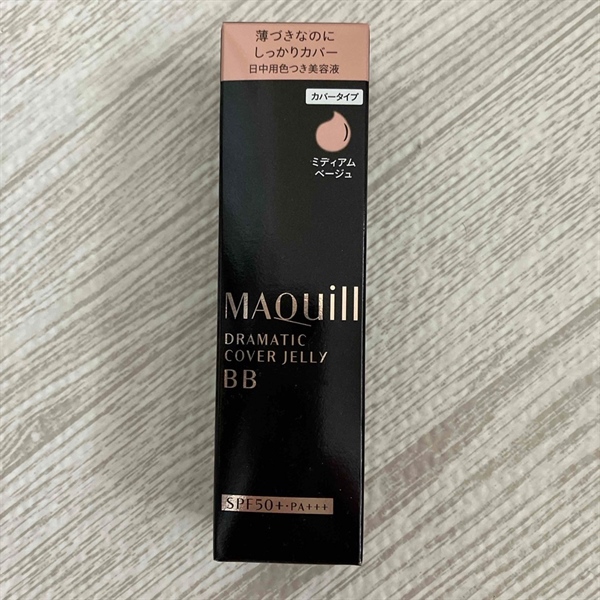 薄づきなのに
しっかりカバー
日中用色つき美容液
カバータイプ
ミディアム
ベージュ
MAQuill
DRAMATIC
COVER JELLY
BB
SPF50+・PA+++